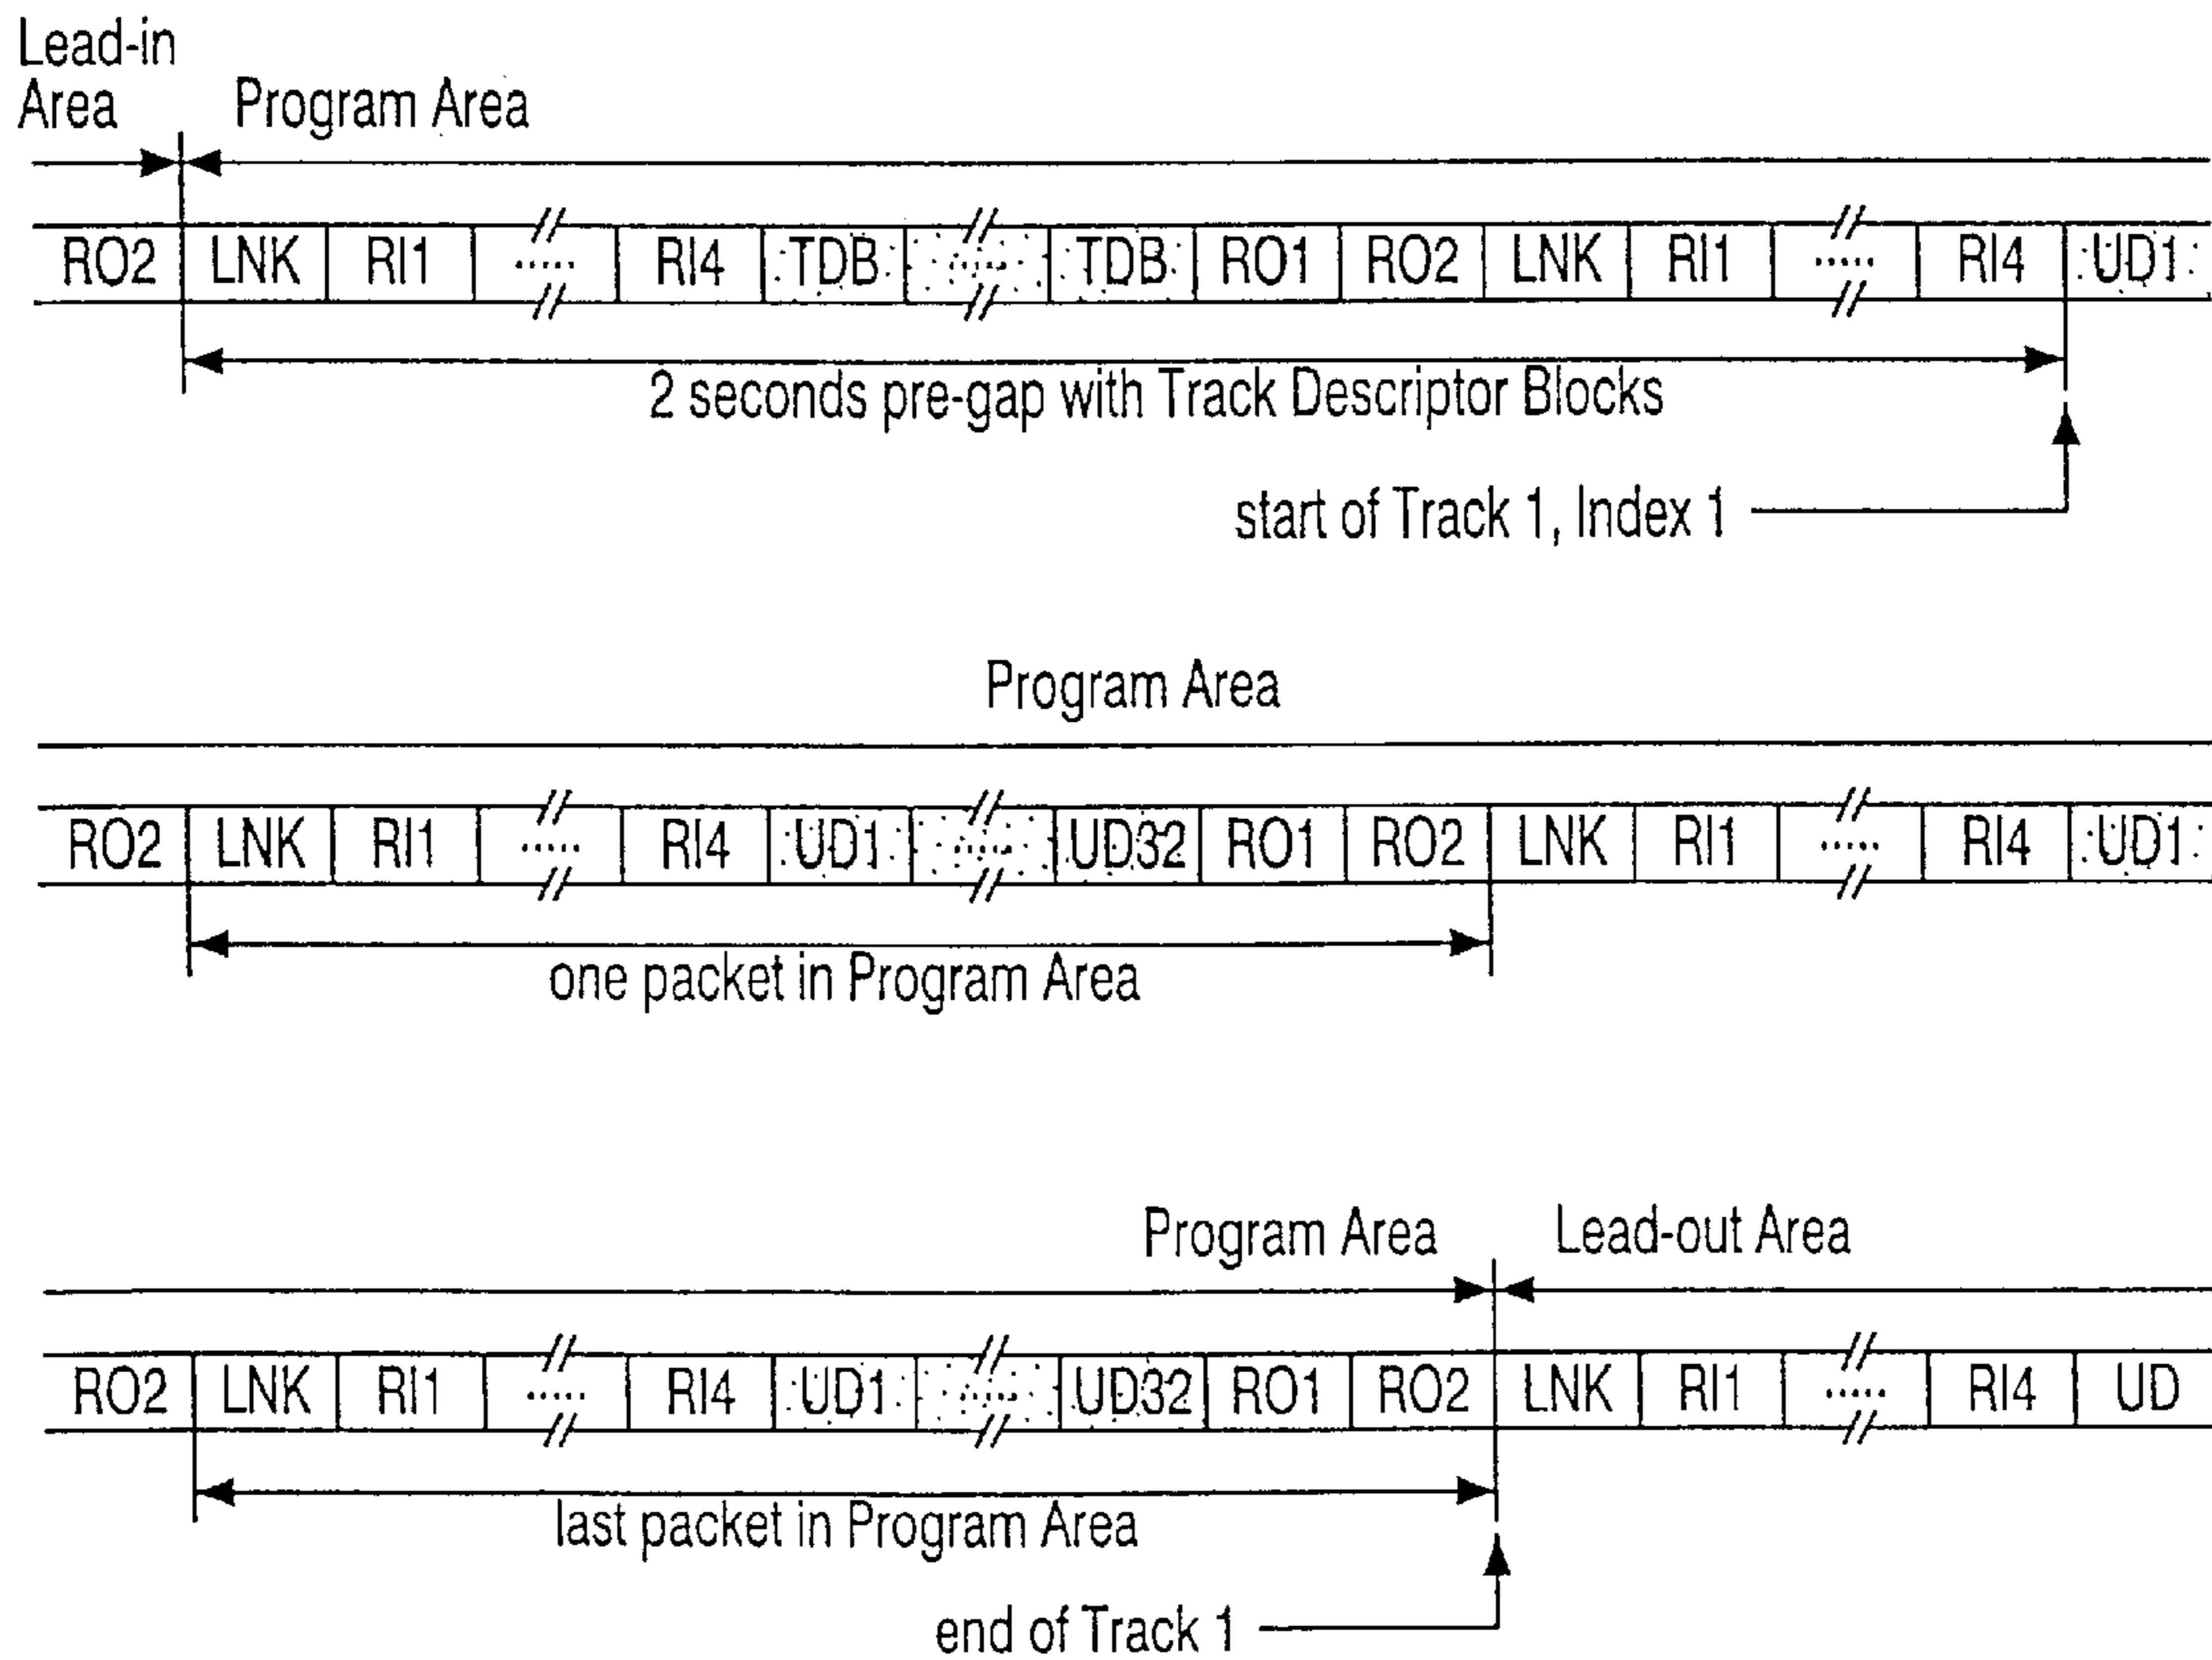 Lead-in
Area
Program Area
RO2 LNK RI1 ..... RI4 TDB ..... TDB RO1 RO2 LNK RI1 ..... RI4 UD1
2 seconds pre-gap with Track Descriptor Blocks
start of Track 1, Index 1
Program Area
RO2 LNK RI1 ..... RI4 UD1 ..... UD32 RO1 RO2 LNK RI1 ..... RI4 UD1
one packet in Program Area
Program Area Lead-out Area
RO2 LNK RI1 ..... RI4 UD1 ..... UD32 RO1 RO2 LNK RI1 ..... RI4 UD
last packet in Program Area
end of Track 1